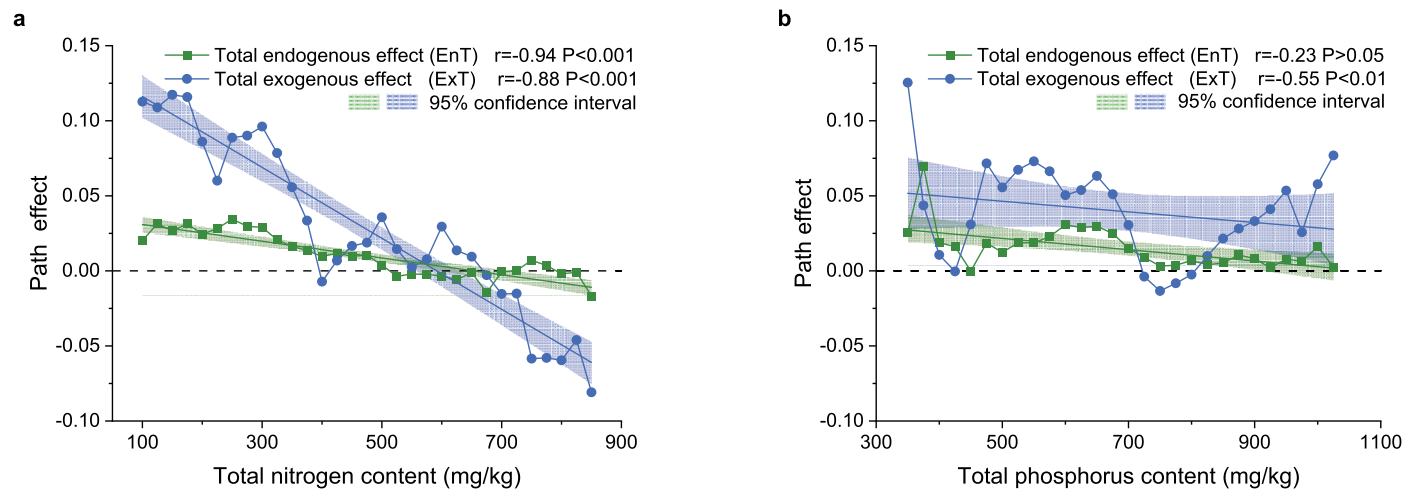 a
0.15
0.10
0.05
0.00
-0.05
-0.10
Path effect
Total endogenous effect (EnT) r=-0.94 P<0.001
Total exogenous effect (ExT) r=-0.88 P<0.001
95% confidence interval
100
300
500
700
900
Total nitrogen content (mg/kg)
b
0.15
0.10
0.05
0.00
-0.05
-0.10
Path effect
Total endogenous effect (EnT) r=-0.23 P>0.05
Total exogenous effect (ExT) r=-0.55 P<0.01
95% confidence interval
300
500
700
900
1100
Total phosphorus content (mg/kg)